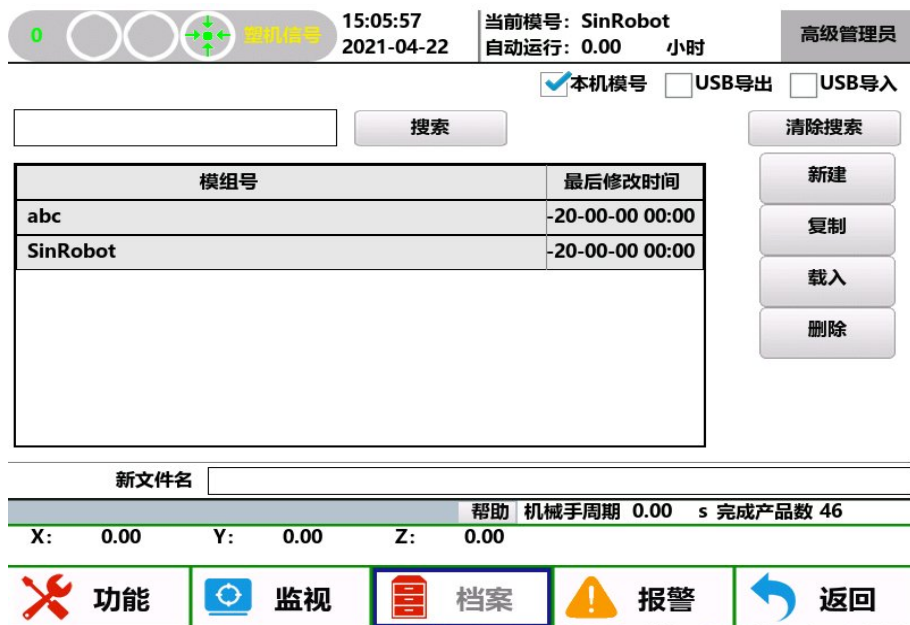 0 塑机信号 15:05:57 当前模号: SinRobot 高级管理员
2021-04-22 自动运行: 0.00 小时
本机模号 USB导出 USB导入
搜索 清除搜索
模组号 最后修改时间 新建
abc -20-00-00 00:00 复制
SinRobot -20-00-00 00:00
载入
删除
新文件名
帮助 机械手周期 0.00 s 完成产品数 46
X: 0.00 Y: 0.00 Z: 0.00
功能 监视 档案 报警 返回